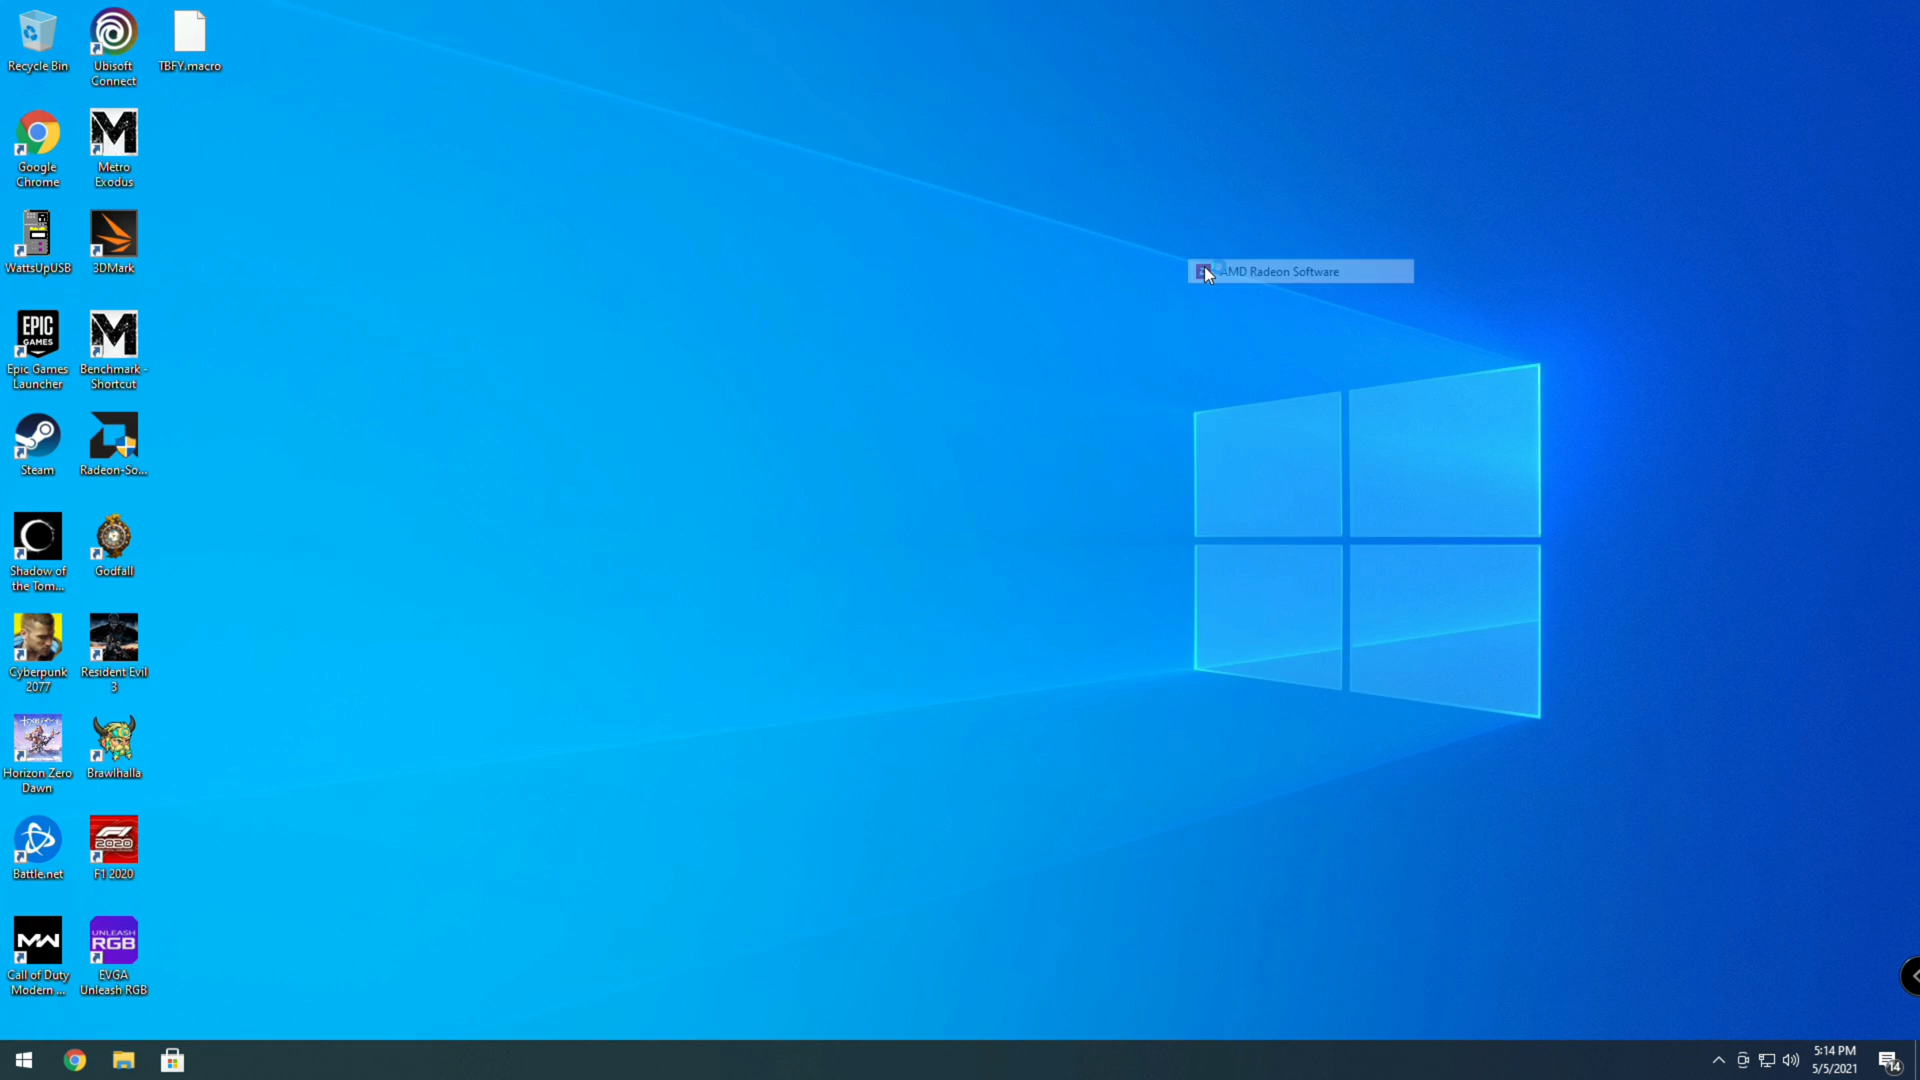 Recycle Bin
Ubisoft
Connect
TBFY.macro
Google
Chrome
Metro
Exodus
WattsUpUSB
3DMark
EPIC
GAMES
Epic Games
Launcher
Benchmark -
Shortcut
Steam
Radeon-So...
Shadow of
the Tom...
Godfall
Cyberpunk
2077
Resident Evil
3
Horizon Zero
Dawn
Brawlhalla
Battle.net
2020
F1 2020
MW
Call of Duty
Modern ...
UNLEASH
RGB
EVGA
Unleash RGB
AMD Radeon Software
5:14 PM
5/5/2021
14